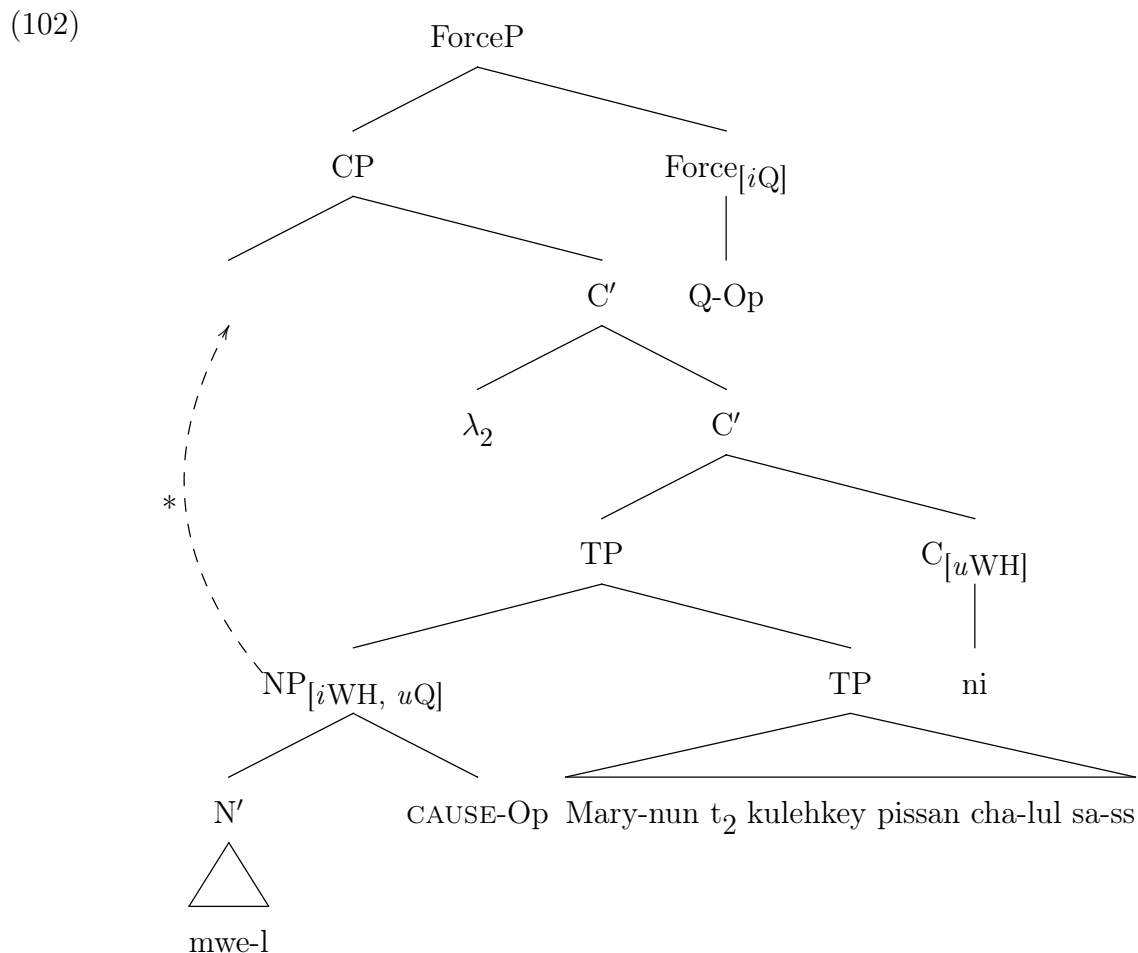 (102)
ForceP
CP Force[iQ]
C′ Q-Op
λ2 C′
*
TP C[uWH]
NP[iWH, uQ] TP ni
N′ CAUSE-Op Mary-nun t2 kulehkey pissan cha-lul sa-ss
mwe-l